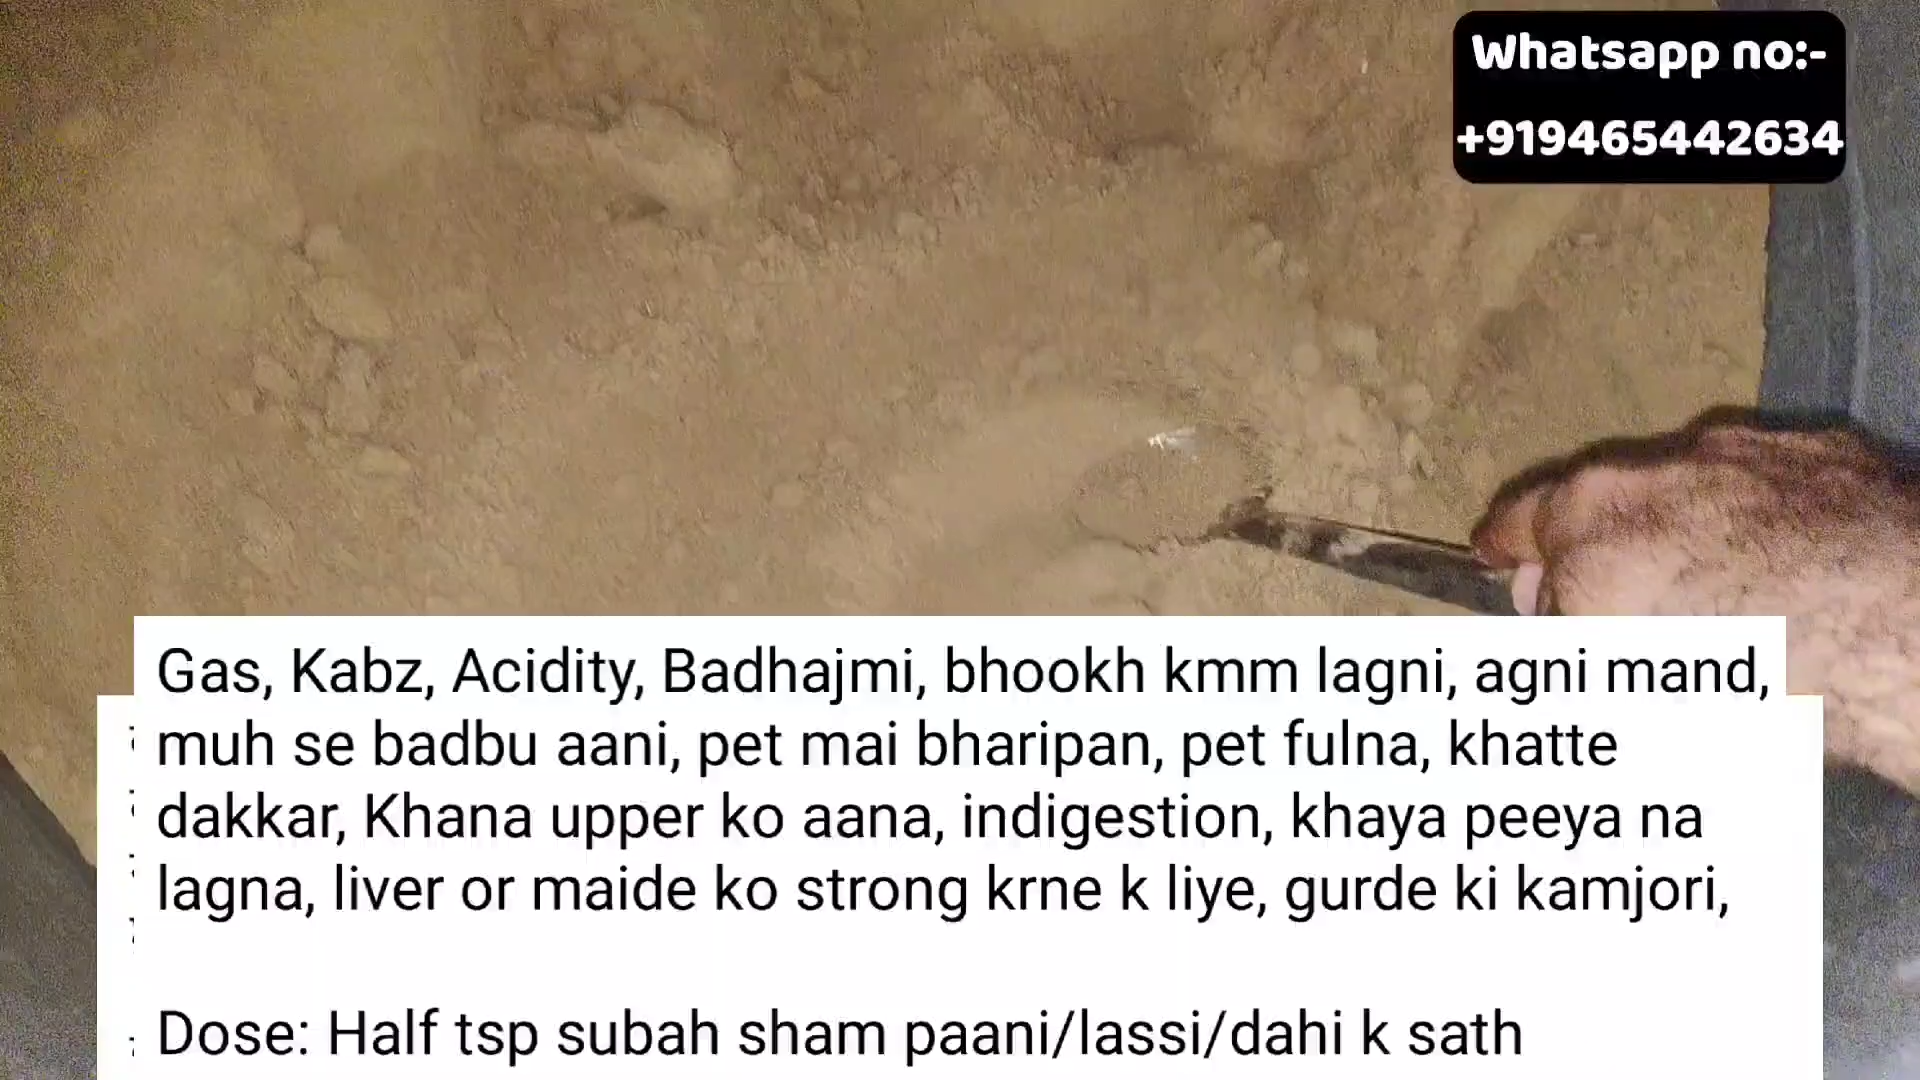 Whatsapp no:-
+919465442634
Gas, Kabz, Acidity, Badhajmi, bhookh kmm lagni, agni mand,
muh se badbu aani, pet mai bharipan, pet fulna, khatte
dakkar, Khana upper ko aana, indigestion, khaya peeya na
lagna, liver or maide ko strong krne k liye, gurde ki kamjori,
Dose: Half tsp subah sham paani/lassi/dahi k sath